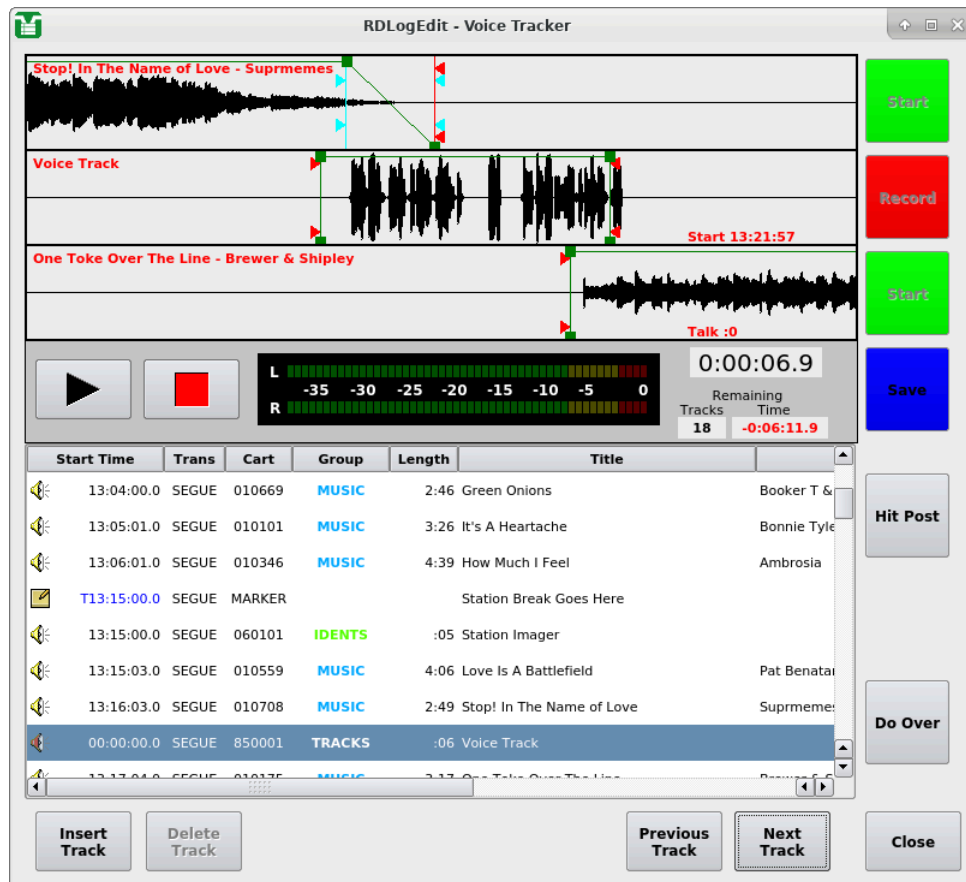 RDLogEdit - Voice Tracker
Stop! In The Name of Love - Suprmemes
Start
Voice Track
Start 13:21:57
Record
One Toke Over The Line - Brewer & Shipley
Talk :0
Start
L
-35 -30 -25 -20 -15 -10 -5 0
R
0:00:06.9
Remaining
Tracks Time
18 -0:06:11.9
Save
Start Time Trans Cart Group Length Title
13:04:00.0 SEGUE 010669 MUSIC 2:46 Green Onions Booker T &
13:05:01.0 SEGUE 010101 MUSIC 3:26 It's A Heartache Bonnie Tyle
13:06:01.0 SEGUE 010346 MUSIC 4:39 How Much I Feel Ambrosia
T13:15:00.0 SEGUE MARKER Station Break Goes Here
13:15:00.0 SEGUE 060101 IDENTS :05 Station Imager
13:15:03.0 SEGUE 010559 MUSIC 4:06 Love Is A Battlefield Pat Benatar
13:16:03.0 SEGUE 010708 MUSIC 2:49 Stop! In The Name of Love Suprmemes
00:00:00.0 SEGUE 850001 TRACKS :06 Voice Track
SEGUE MUSIC One Toke Over The Line
Hit Post
Do Over
Insert Track
Delete Track
Previous Track
Next Track
Close